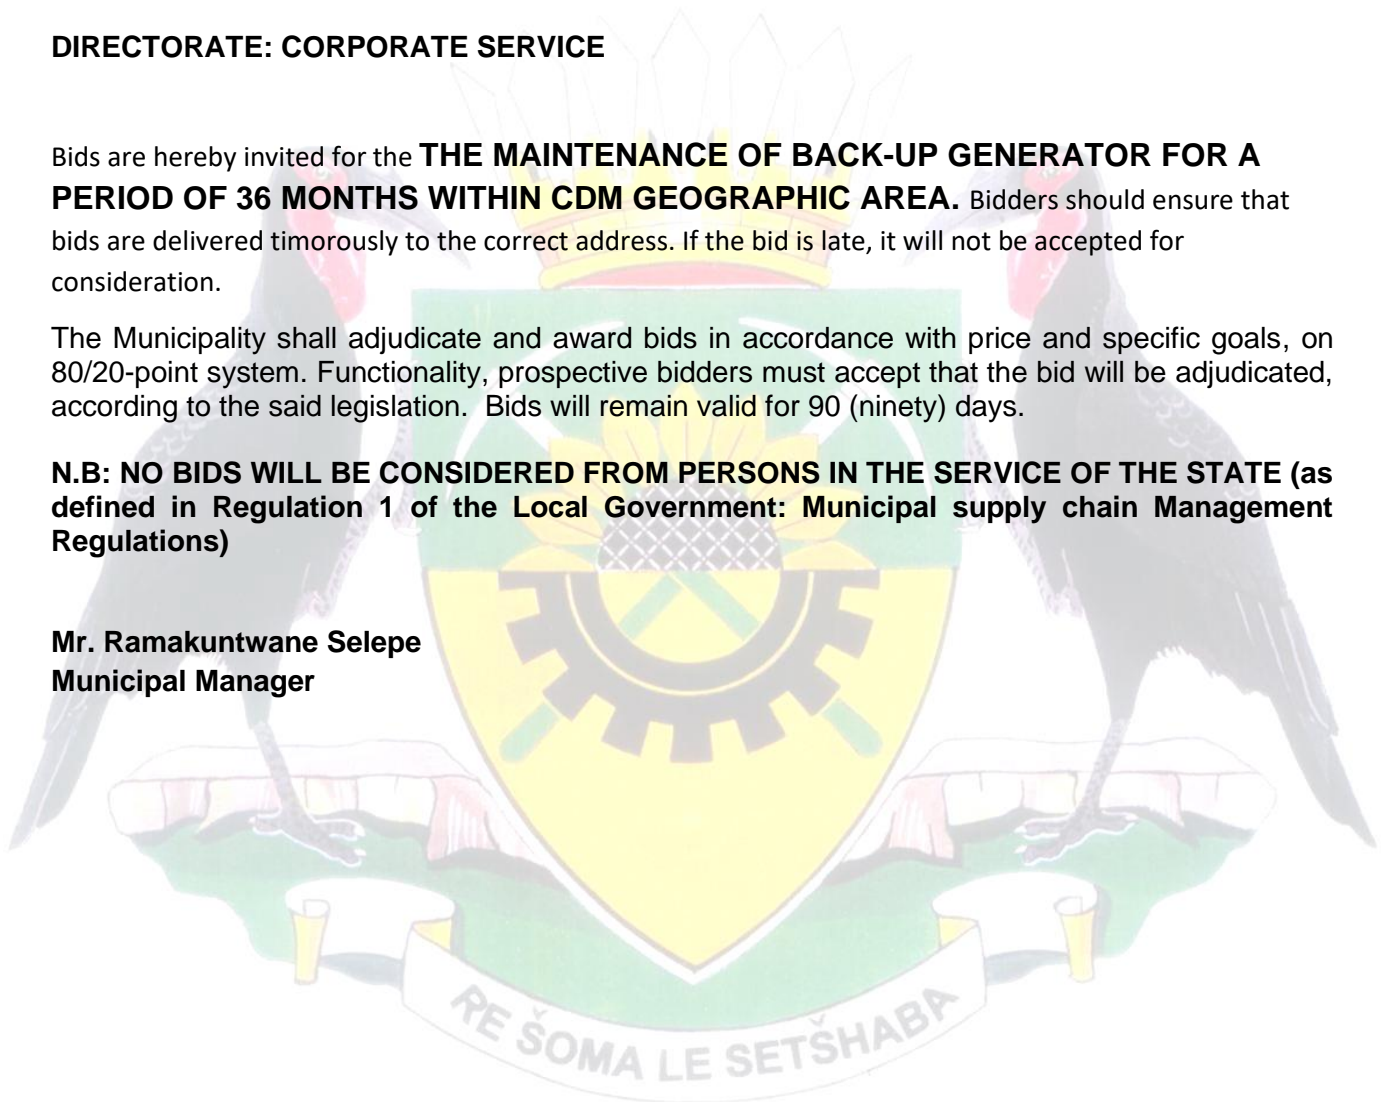 DIRECTORATE: CORPORATE SERVICE
Bids are hereby invited for the THE MAINTENANCE OF BACK-UP GENERATOR FOR A
PERIOD OF 36 MONTHS WITHIN CDM GEOGRAPHIC AREA. Bidders should ensure that
bids are delivered timorously to the correct address. If the bid is late, it will not be accepted for
consideration.
The Municipality shall adjudicate and award bids in accordance with price and specific goals, on
80/20-point system. Functionality, prospective bidders must accept that the bid will be adjudicated,
according to the said legislation. Bids will remain valid for 90 (ninety) days.
N.B: NO BIDS WILL BE CONSIDERED FROM PERSONS IN THE SERVICE OF THE STATE (as
defined in Regulation 1 of the Local Government: Municipal supply chain Management
Regulations)
Mr. Ramakuntwane Selepe
Municipal Manager
RE ŠOMA LE SETŠHABA